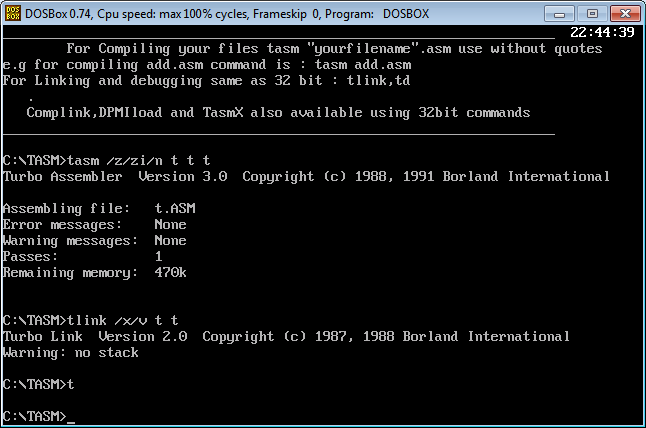 DOSBox 0.74, Cpu speed: max 100% cycles, Frameskip 0, Program: DOSBOX
22:44:39
For Compiling your files tasm "yourfilename".asm use without quotes
e.g for compiling add.asm command is : tasm add.asm
For Linking and debugging same as 32 bit : tlink,td
.
Complink,DPMIload and TasmX also available using 32bit commands
C:\TASM>tasm /z/zi/n t t t
Turbo Assembler Version 3.0 Copyright (c) 1988, 1991 Borland International
Assembling file: t.ASM
Error messages: None
Warning messages: None
Passes: 1
Remaining memory: 470k
C:\TASM>tlink /x/v t t
Turbo Link Version 2.0 Copyright (c) 1987, 1988 Borland International
Warning: no stack
C:\TASM>t
C:\TASM>_